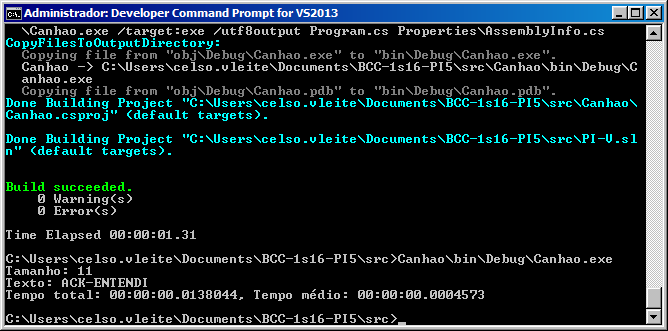 Administrador: Developer Command Prompt for VS2013
\Canhao.exe /target:exe /utf8output Program.cs Properties\AssemblyInfo.cs
CopyFilesToOutputDirectory:
Copying file from "obj\Debug\Canhao.exe" to "bin\Debug\Canhao.exe".
Canhao -> C:\Users\celso.vleite\Documents\BCC-1s16-PI5\src\Canhao\bin\Debug\C
anhao.exe
Copying file from "obj\Debug\Canhao.pdb" to "bin\Debug\Canhao.pdb".
Done Building Project "C:\Users\celso.vleite\Documents\BCC-1s16-PI5\src\Canhao\
Canhao.csproj" (default targets).
Done Building Project "C:\Users\celso.vleite\Documents\BCC-1s16-PI5\src\PI-V.sl
n" (default targets).
Build succeeded.
0 Warning(s)
0 Error(s)
Time Elapsed 00:00:01.31
C:\Users\celso.vleite\Documents\BCC-1s16-PI5\src>Canhao\bin\Debug\Canhao.exe
Tamanho: 11
Texto: ACK-ENTENDI
Tempo total: 00:00:00.0138044, Tempo médio: 00:00:00.0004573
C:\Users\celso.vleite\Documents\BCC-1s16-PI5\src>_